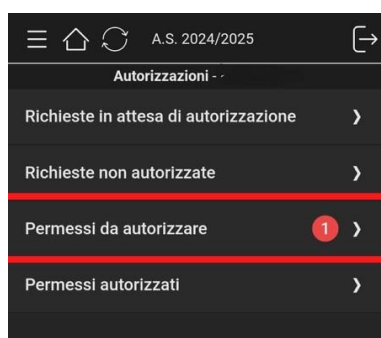 A.S. 2024/2025
Autorizzazioni -
Richieste in attesa di autorizzazione
Richieste non autorizzate
Permessi da autorizzare 1
Permessi autorizzati